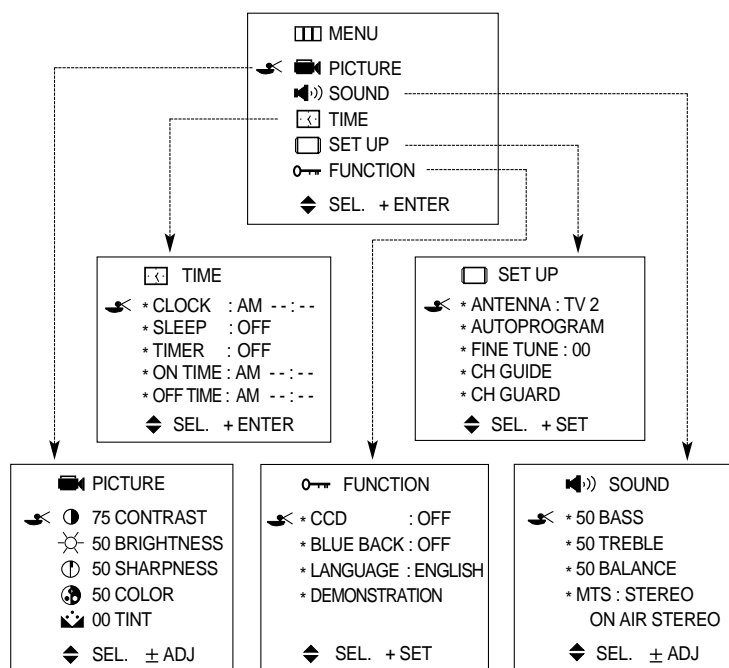 MENU
PICTURE
SOUND
TIME
SET UP
FUNCTION
SEL. + ENTER
TIME
* CLOCK : AM --:--
* SLEEP : OFF
* TIMER : OFF
* ON TIME : AM --:--
* OFF TIME : AM --:--
SEL. + ENTER
SET UP
* ANTENNA : TV 2
* AUTOPROGRAM
* FINE TUNE : 00
* CH GUIDE
* CH GUARD
SEL. + SET
PICTURE
75 CONTRAST
50 BRIGHTNESS
50 SHARPNESS
50 COLOR
00 TINT
SEL. ± ADJ
FUNCTION
* CCD : OFF
* BLUE BACK : OFF
* LANGUAGE : ENGLISH
* DEMONSTRATION
SEL. + SET
SOUND
* 50 BASS
* 50 TREBLE
* 50 BALANCE
* MTS : STEREO
ON AIR STEREO
SEL. ± ADJ